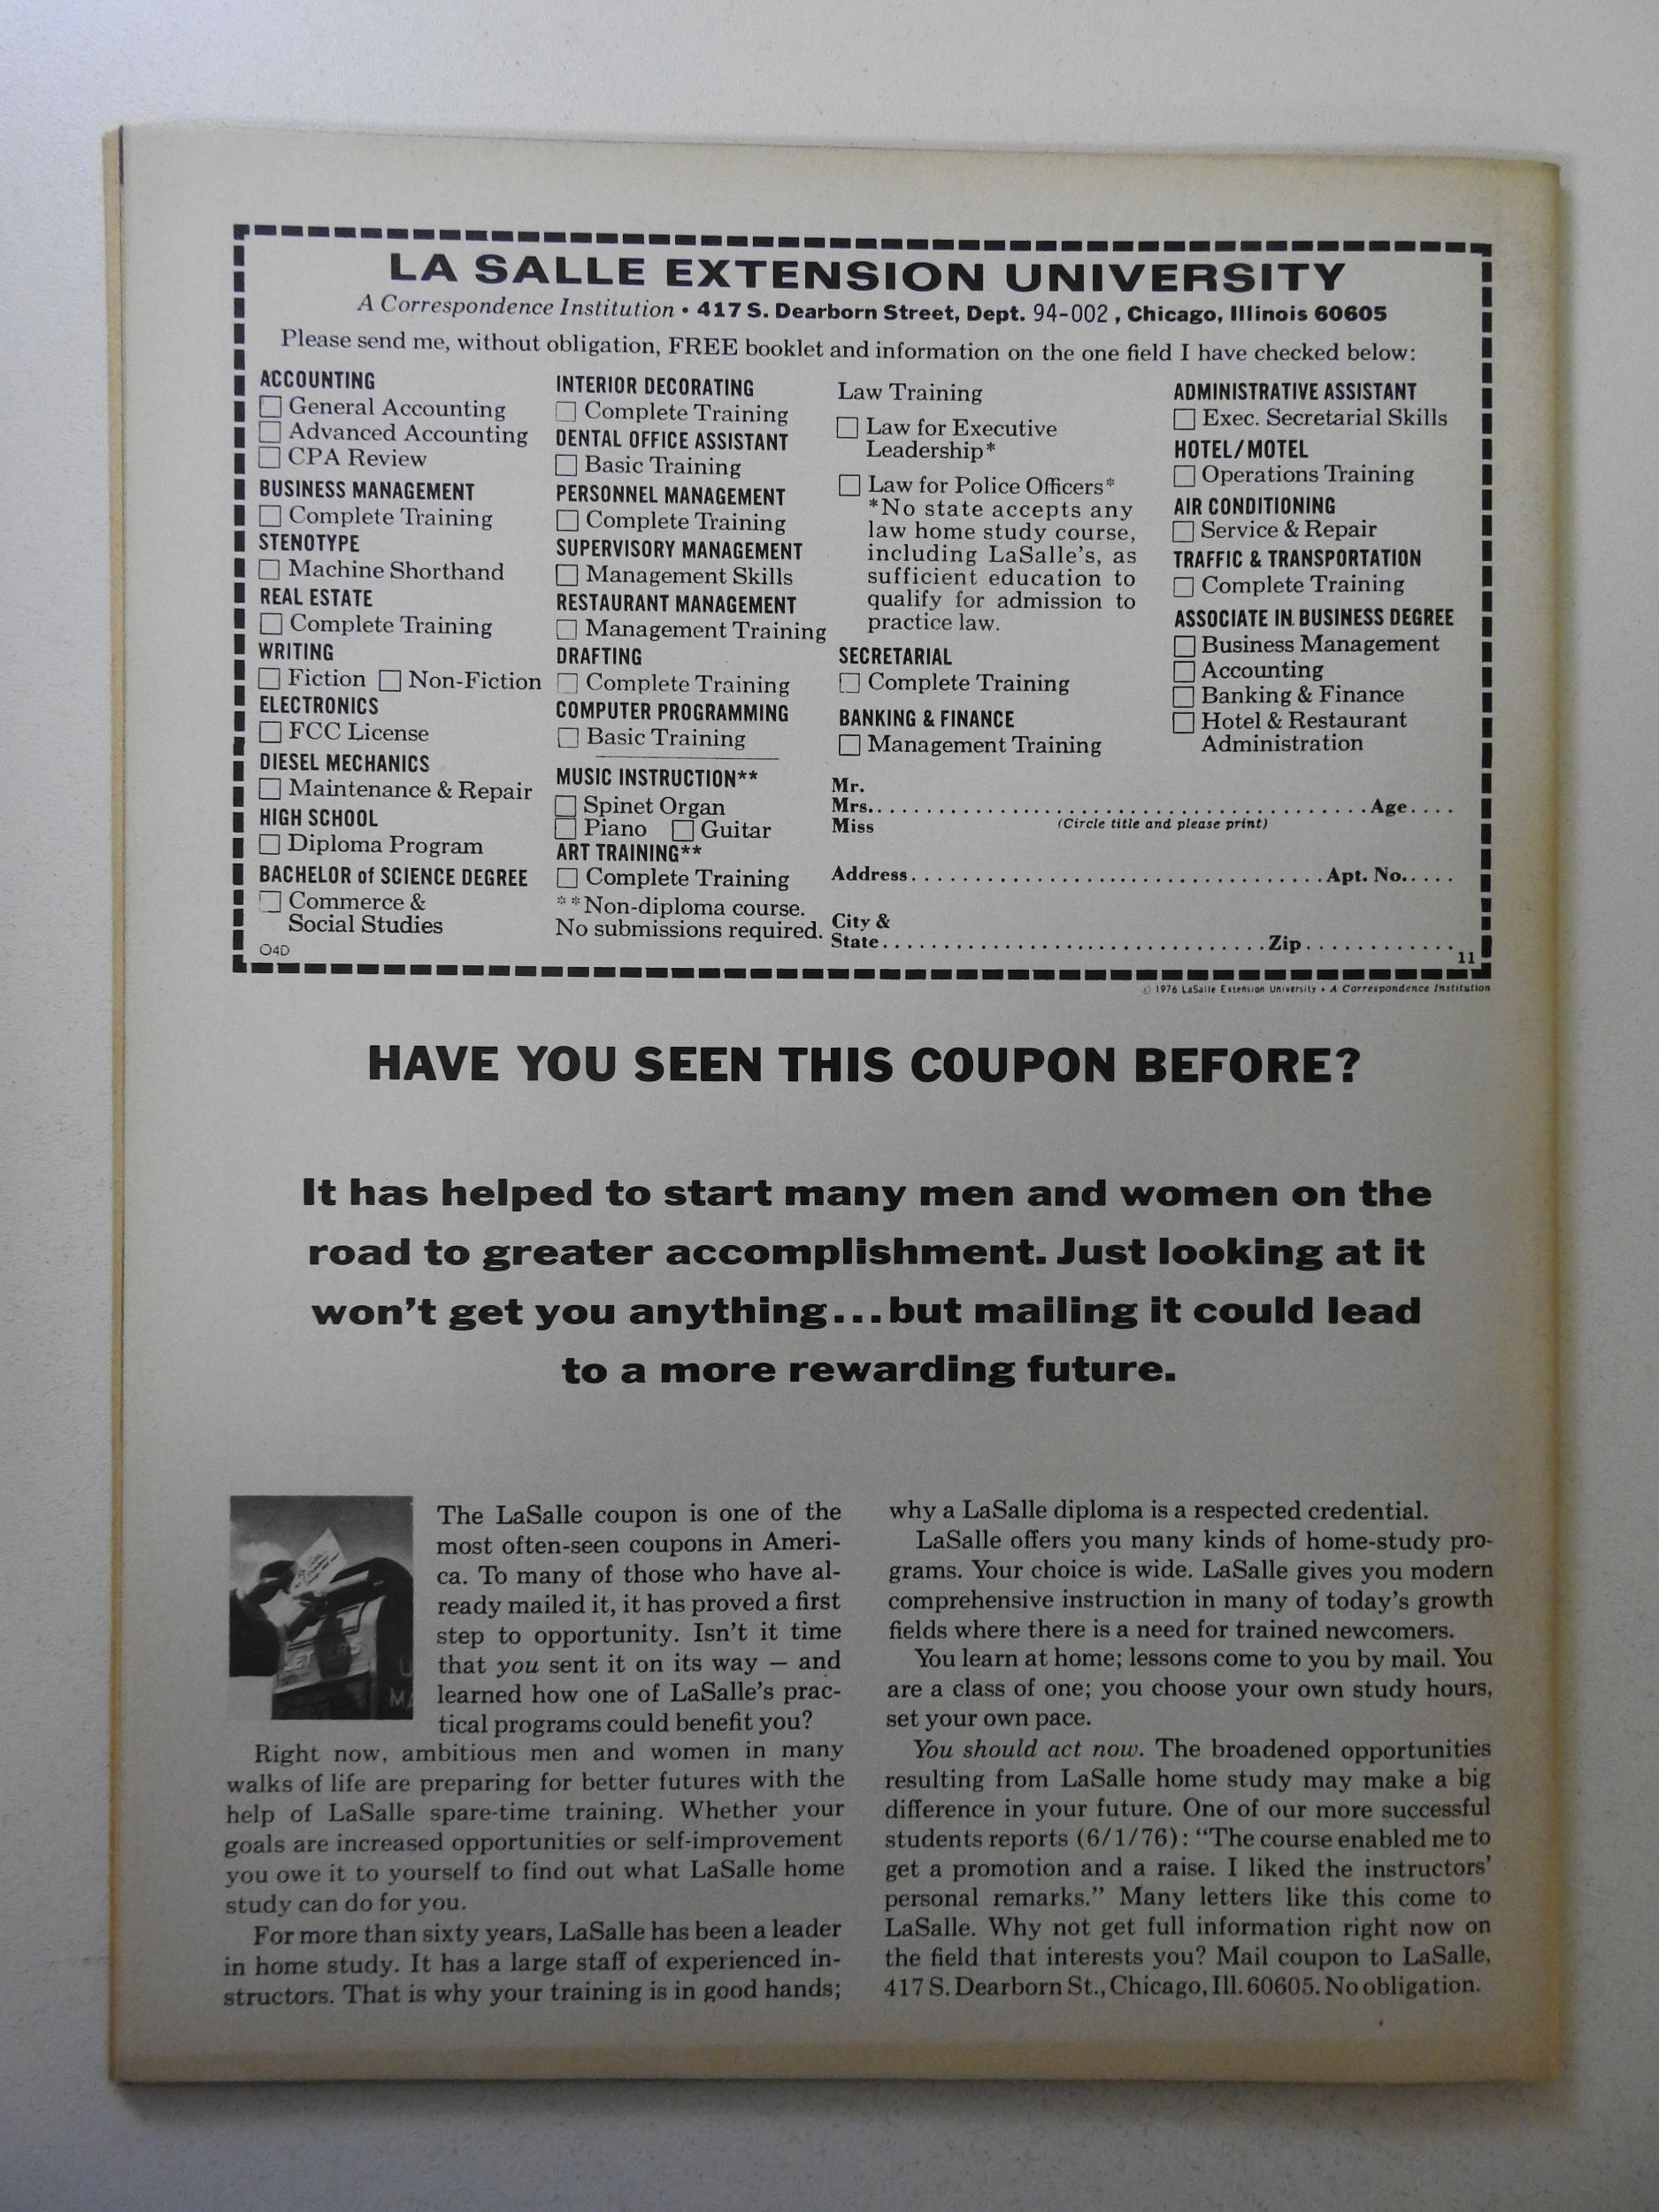 LA SALLE EXTENSION UNIVERSITY
A Correspondence Institution • 417 S. Dearborn Street, Dept. 94-002, Chicago, Illinois 60605
Please send me, without obligation, FREE booklet and information on the one field I have checked below:
ACCOUNTING
General Accounting
Advanced Accounting
CPA Review
BUSINESS MANAGEMENT
Complete Training
STENOTYPE
Machine Shorthand
REAL ESTATE
Complete Training
WRITING
Fiction Non-Fiction
ELECTRONICS
FCC License
DIESEL MECHANICS
Maintenance & Repair
HIGH SCHOOL
Diploma Program
BACHELOR of SCIENCE DEGREE
Commerce &
Social Studies
04D
INTERIOR DECORATING
Complete Training
DENTAL OFFICE ASSISTANT
Basic Training
PERSONNEL MANAGEMENT
Complete Training
SUPERVISORY MANAGEMENT
Management Skills
RESTAURANT MANAGEMENT
Management Training
DRAFTING
Complete Training
COMPUTER PROGRAMMING
Basic Training
MUSIC INSTRUCTION**
Spinet Organ
Piano Guitar
ART TRAINING**
Complete Training
**Non-diploma course.
No submissions required.
Law Training
Law for Executive
Leadership*
Law for Police Officers*
*No state accepts any
law home study course,
including LaSalle's, as
sufficient education to
qualify for admission to
practice law.
SECRETARIAL
Complete Training
BANKING & FINANCE
Management Training
ADMINISTRATIVE ASSISTANT
Exec. Secretarial Skills
HOTEL/MOTEL
Operations Training
AIR CONDITIONING
Service & Repair
TRAFFIC & TRANSPORTATION
Complete Training
ASSOCIATE IN BUSINESS DEGREE
Business Management
Accounting
Banking & Finance
Hotel & Restaurant
Administration
Mr.
Mrs. Age
Miss (Circle title and please print)
Address Apt. No.
City &
State Zip
11
© 1976 LaSalle Extension University • A Correspondence Institution
HAVE YOU SEEN THIS COUPON BEFORE?
It has helped to start many men and women on the
road to greater accomplishment. Just looking at it
won't get you anything...but mailing it could lead
to a more rewarding future.
The LaSalle coupon is one of the
most often-seen coupons in Ameri-
ca. To many of those who have al-
ready mailed it, it has proved a first
step to opportunity. Isn't it time
that you sent it on its way — and
learned how one of LaSalle's prac-
tical programs could benefit you?
Right now, ambitious men and women in many
walks of life are preparing for better futures with the
help of LaSalle spare-time training. Whether your
goals are increased opportunities or self-improvement
you owe it to yourself to find out what LaSalle home
study can do for you.
For more than sixty years, LaSalle has been a leader
in home study. It has a large staff of experienced in-
structors. That is why your training is in good hands;
why a LaSalle diploma is a respected credential.
LaSalle offers you many kinds of home-study pro-
grams. Your choice is wide. LaSalle gives you modern
comprehensive instruction in many of today's growth
fields where there is a need for trained newcomers.
You learn at home; lessons come to you by mail. You
are a class of one; you choose your own study hours,
set your own pace.
You should act now. The broadened opportunities
resulting from LaSalle home study may make a big
difference in your future. One of our more successful
students reports (6/1/76): "The course enabled me to
get a promotion and a raise. I liked the instructors'
personal remarks." Many letters like this come to
LaSalle. Why not get full information right now on
the field that interests you? Mail coupon to LaSalle,
417 S. Dearborn St., Chicago, Ill. 60605. No obligation.